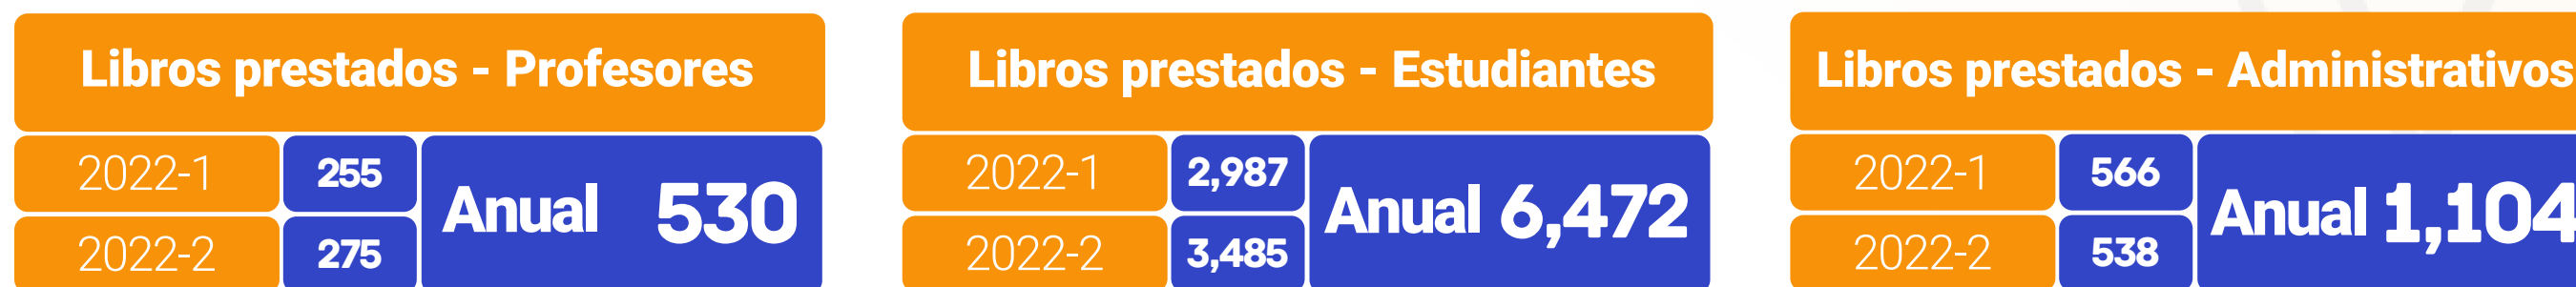 Libros prestados - Profesores
2022-1 255
Anual 530
2022-2 275
Libros prestados - Estudiantes
2022-1 2,987
Anual 6,472
2022-2 3,485
Libros prestados - Administrativos
2022-1 566
Anual 1,104
2022-2 538